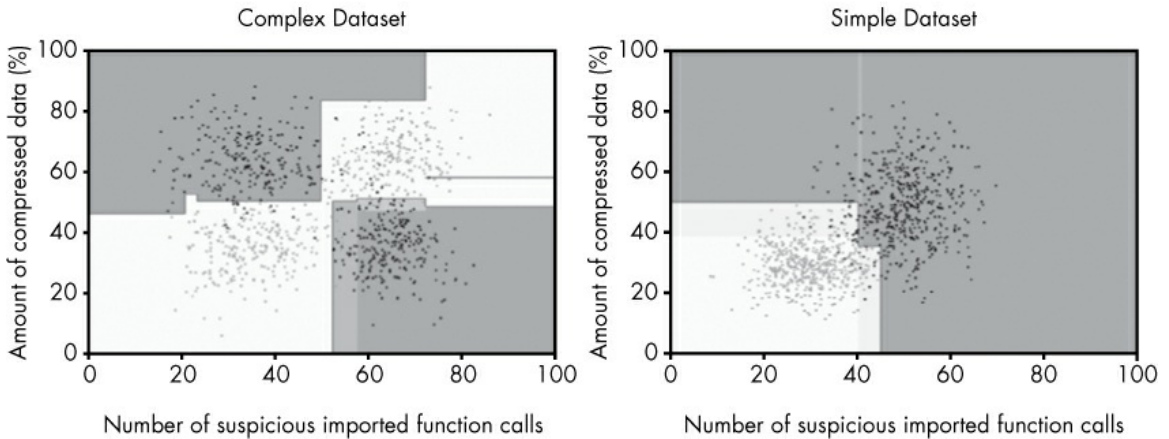 Complex Dataset
Amount of compressed data (%)
100
80
60
40
20
0
0 20 40 60 80 100
Number of suspicious imported function calls
Simple Dataset
Amount of compressed data (%)
100
80
60
40
20
0
0 20 40 60 80 100
Number of suspicious imported function calls